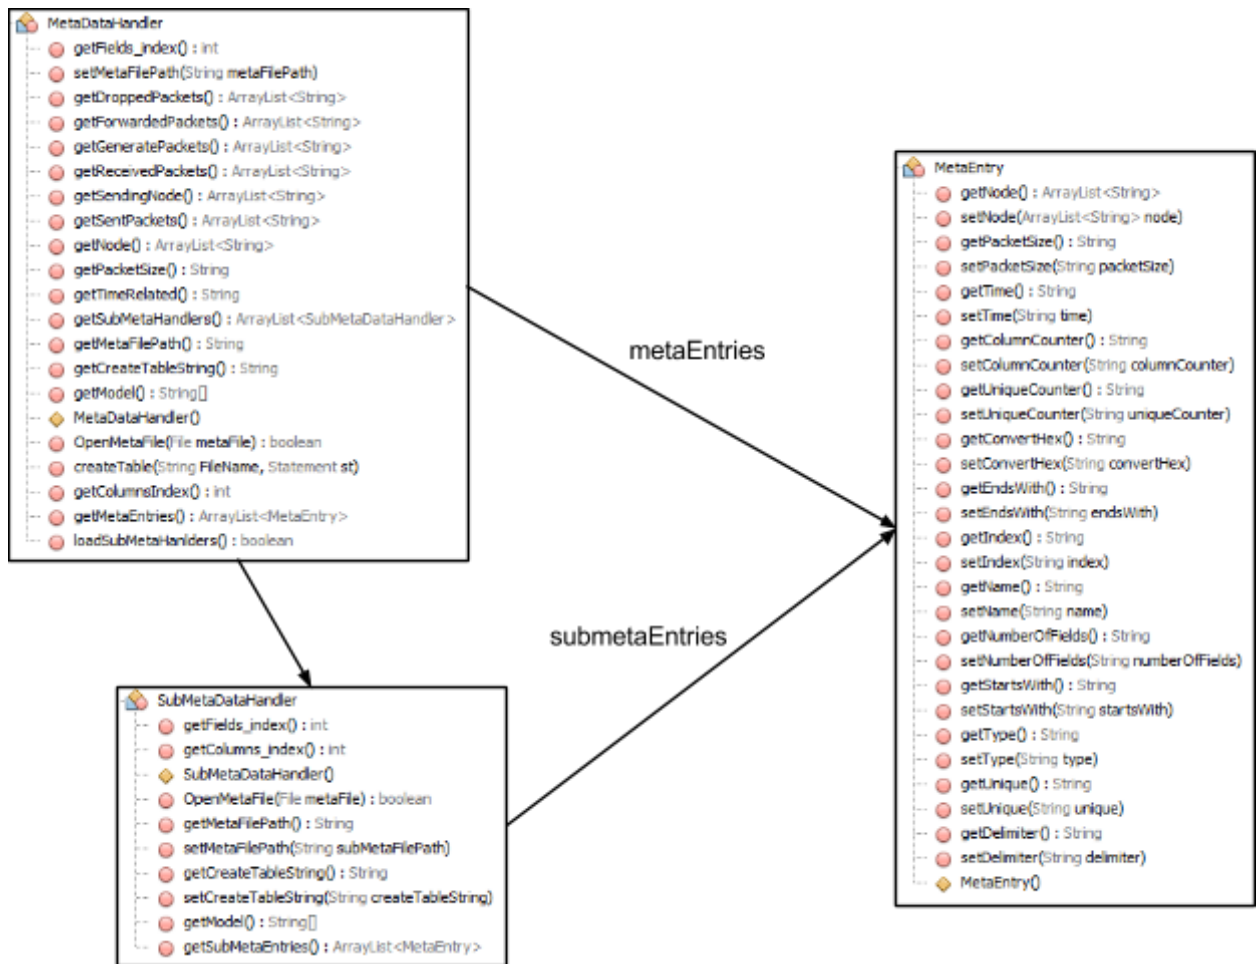 MetaDataHandler
getFields_index() : int
setMetaFilePath(String metaFilePath)
getDroppedPackets() : ArrayList<String>
getForwardedPackets() : ArrayList<String>
getGeneratePackets() : ArrayList<String>
getReceivedPackets() : ArrayList<String>
getSendingNode() : ArrayList<String>
getSentPackets() : ArrayList<String>
getNode() : ArrayList<String>
getPacketSize() : String
getTimeRelated() : String
getSubMetaHandlers() : ArrayList<SubMetaDataHandler>
getMetaFilePath() : String
getCreateTableString() : String
getModel() : String[]
MetaDataHandler()
OpenMetaFile(File metaFile) : boolean
createTable(String FileName, Statement st)
getColumnsIndex() : int
getMetaEntries() : ArrayList<MetaEntry>
loadSubMetaHanlders() : boolean
metaEntries
submetaEntries
SubMetaDataHandler
getFields_index() : int
getColumns_index() : int
SubMetaDataHandler()
OpenMetaFile(File metaFile) : boolean
getMetaFilePath() : String
setMetaFilePath(String subMetaFilePath)
getCreateTableString() : String
setCreateTableString(String createTableString)
getModel() : String[]
getSubMetaEntries() : ArrayList<MetaEntry>
MetaEntry
getNode() : ArrayList<String>
setNode(ArrayList<String> node)
getPacketSize() : String
setPacketSize(String packetSize)
getTime() : String
setTime(String time)
getColumnCounter() : String
setColumnCounter(String columnCounter)
getUniqueCounter() : String
setUniqueCounter(String uniqueCounter)
getConvertHex() : String
setConvertHex(String convertHex)
getEndsWith() : String
setEndsWith(String endsWith)
getIndex() : String
setIndex(String index)
getName() : String
setName(String name)
getNumberOfFields() : String
setNumberOfFields(String numberOfFields)
getStartsWith() : String
setStartsWith(String startsWith)
getType() : String
setType(String type)
getUnique() : String
setUnique(String unique)
getDelimiter() : String
setDelimiter(String delimiter)
MetaEntry()